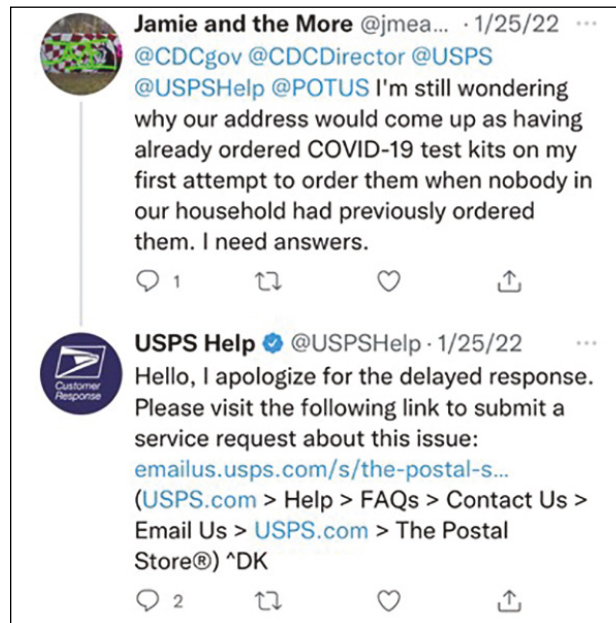 Jamie and the More @jmea... · 1/25/22 ...
@CDCgov @CDCDirector @USPS
@USPSHelp @POTUS I'm still wondering
why our address would come up as having
already ordered COVID-19 test kits on my
first attempt to order them when nobody in
our household had previously ordered
them. I need answers.
1
USPS Help @USPSHelp · 1/25/22 ...
Customer
Response
Hello, I apologize for the delayed response.
Please visit the following link to submit a
service request about this issue:
emailus.usps.com/s/the-postal-s...
(USPS.com > Help > FAQs > Contact Us >
Email Us > USPS.com > The Postal
Store®) ^DK
2